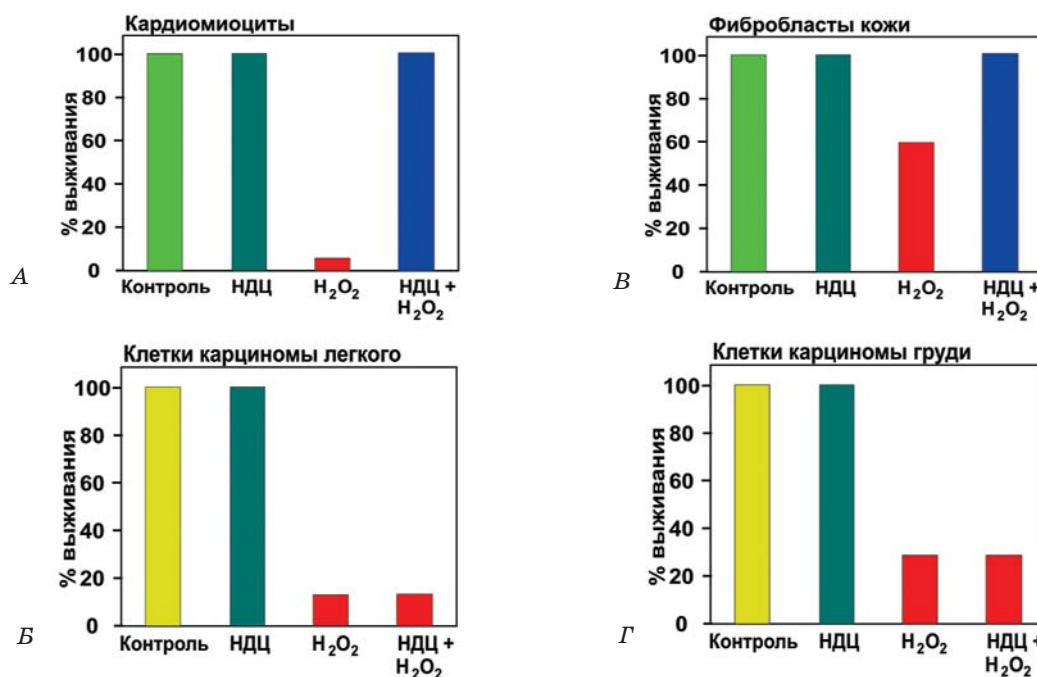 Кардиомиоциты
% выживания
100
80
60
40
20
0
Контроль НДЦ H₂O₂ НДЦ +
H₂O₂
А
Фибробласты кожи
% выживания
100
80
60
40
20
0
Контроль НДЦ H₂O₂ НДЦ +
H₂O₂
В
Клетки карциномы легкого
% выживания
100
80
60
40
20
0
Контроль НДЦ H₂O₂ НДЦ +
H₂O₂
Б
Клетки карциномы груди
% выживания
100
80
60
40
20
0
Контроль НДЦ H₂O₂ НДЦ +
H₂O₂
Г